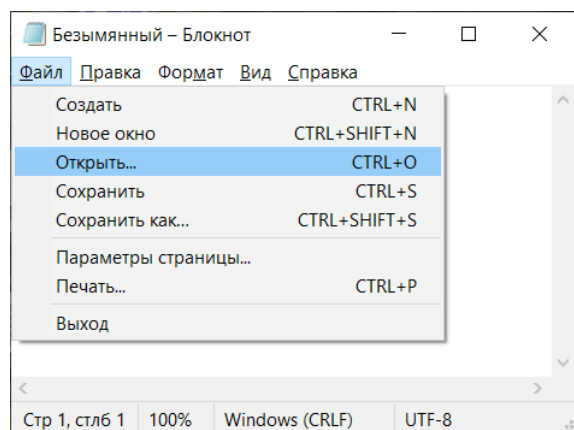 Безымянный – Блокнот
Файл Правка Формат Вид Справка
Создать CTRL+N
Новое окно CTRL+SHIFT+N
Открыть... CTRL+O
Сохранить CTRL+S
Сохранить как... CTRL+SHIFT+S
Параметры страницы...
Печать... CTRL+P
Выход
Стр 1, стлб 1 100% Windows (CRLF) UTF-8